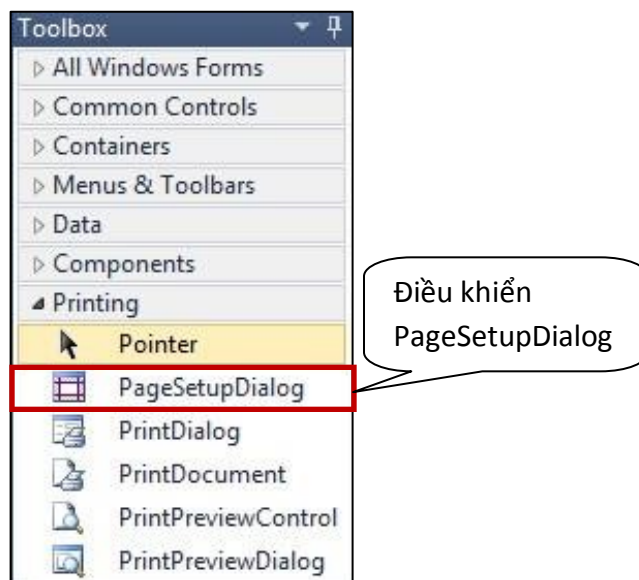 Toolbox
All Windows Forms
Common Controls
Containers
Menus & Toolbars
Data
Components
Printing
Pointer
PageSetupDialog
PrintDialog
PrintDocument
PrintPreviewControl
PrintPreviewDialog
Điều khiển
PageSetupDialog